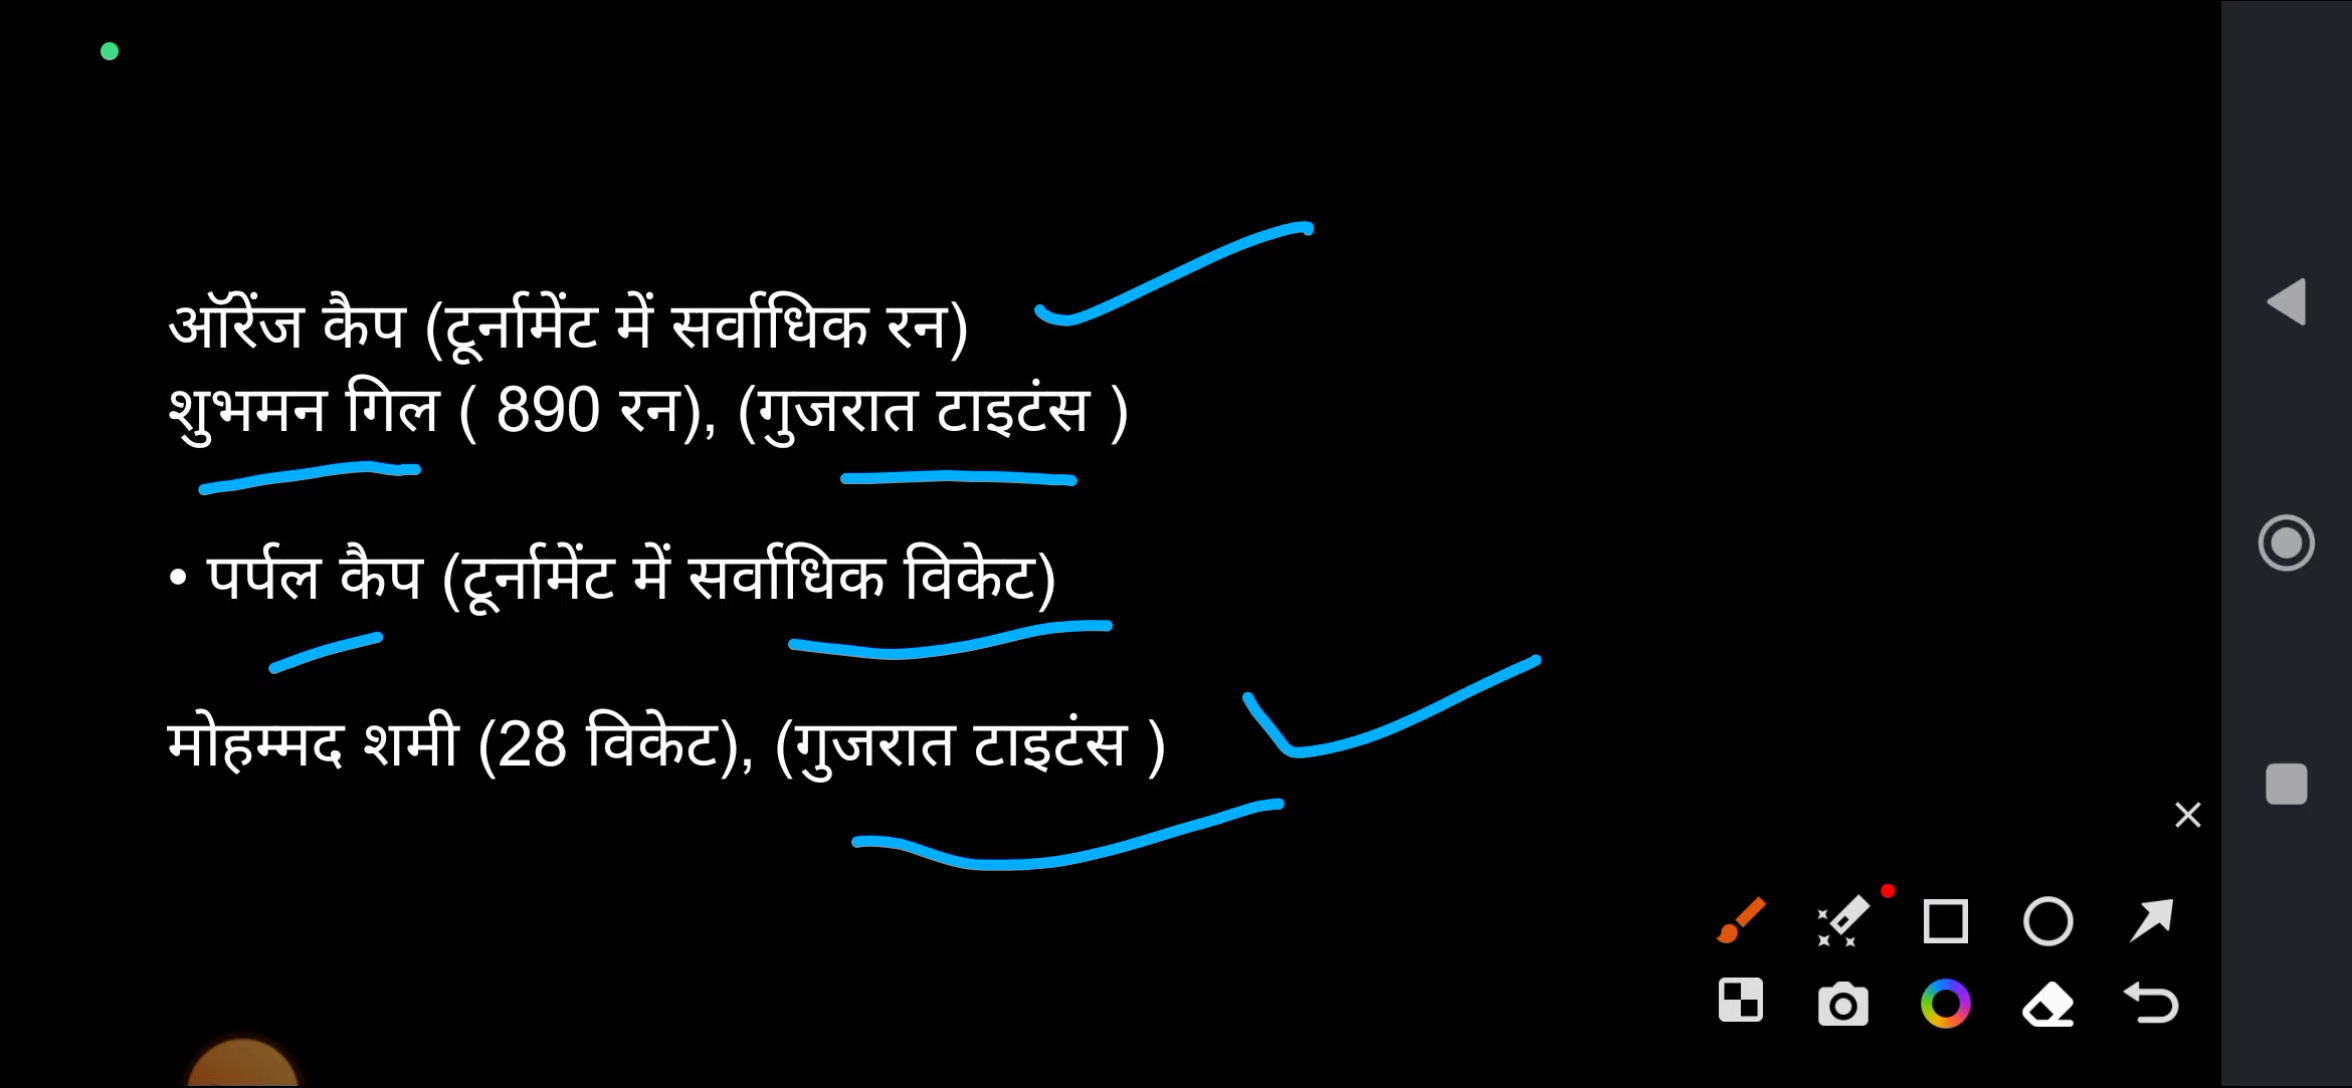 ऑरेंज कैप (टूर्नामेंट में सर्वाधिक रन)
शुभमन गिल ( 890 रन), (गुजरात टाइटंस )
• पर्पल कैप (टूर्नामेंट में सर्वाधिक विकेट)
मोहम्मद शमी (28 विकेट), (गुजरात टाइटंस )